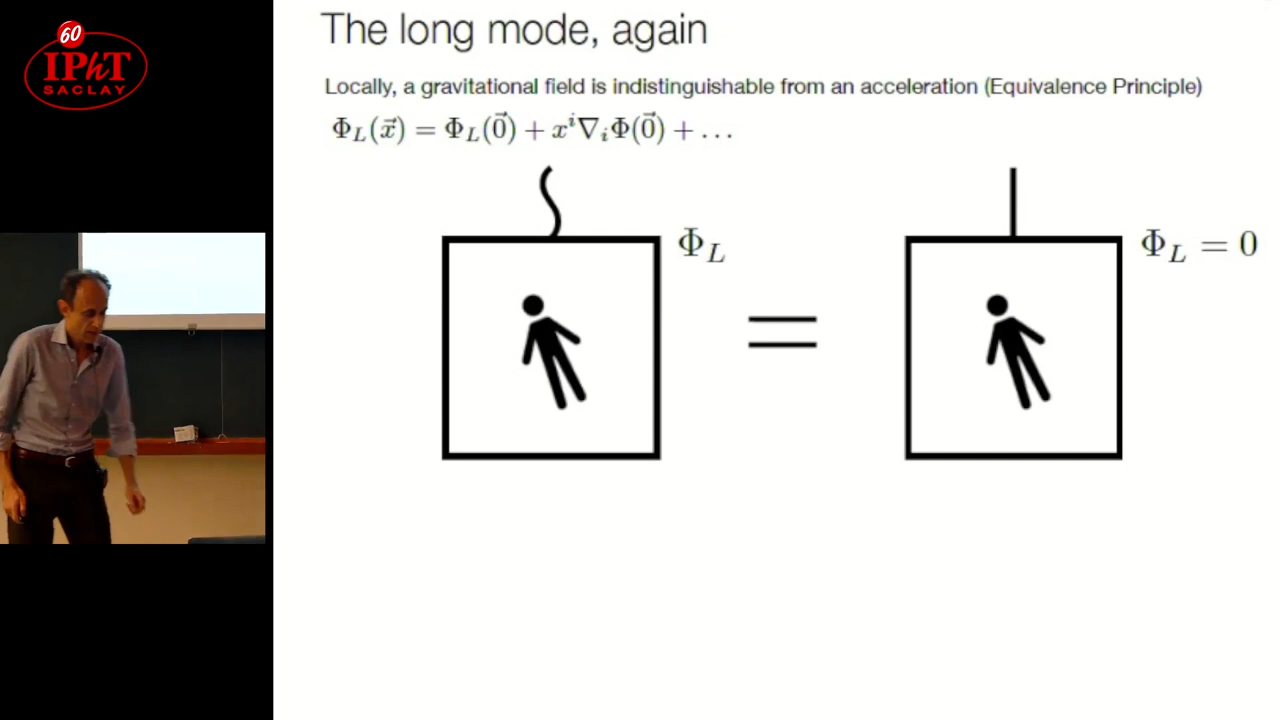 60
IPhT
SACLAY
The long mode, again
Locally, a gravitational field is indistinguishable from an acceleration (Equivalence Principle)
Φ_L(x⃗) = Φ_L(0⃗) + x^i∇_iΦ(0⃗) + …
Φ_L
=
Φ_L = 0